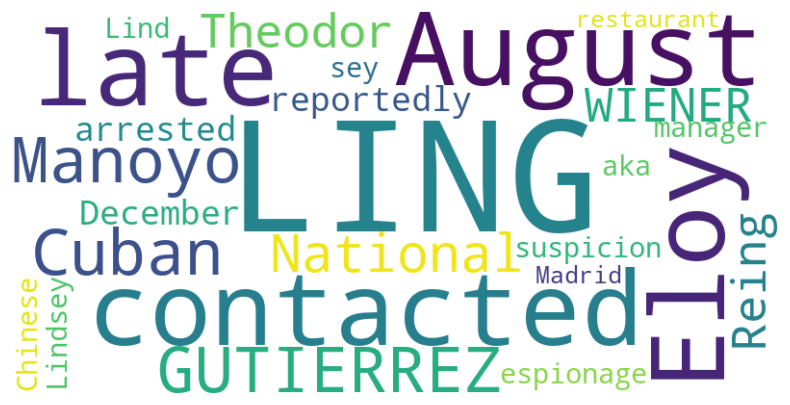 restaurant
Lind
Theodor
August
late
sey
reportedly
WIENER
arrested
manager
LING
Manoyo
aka
Eloy
December
Reing
Cuban
National
suspicion
Madrid
contacted
Chinese
Lindsey
GUTIERREZ
espionage